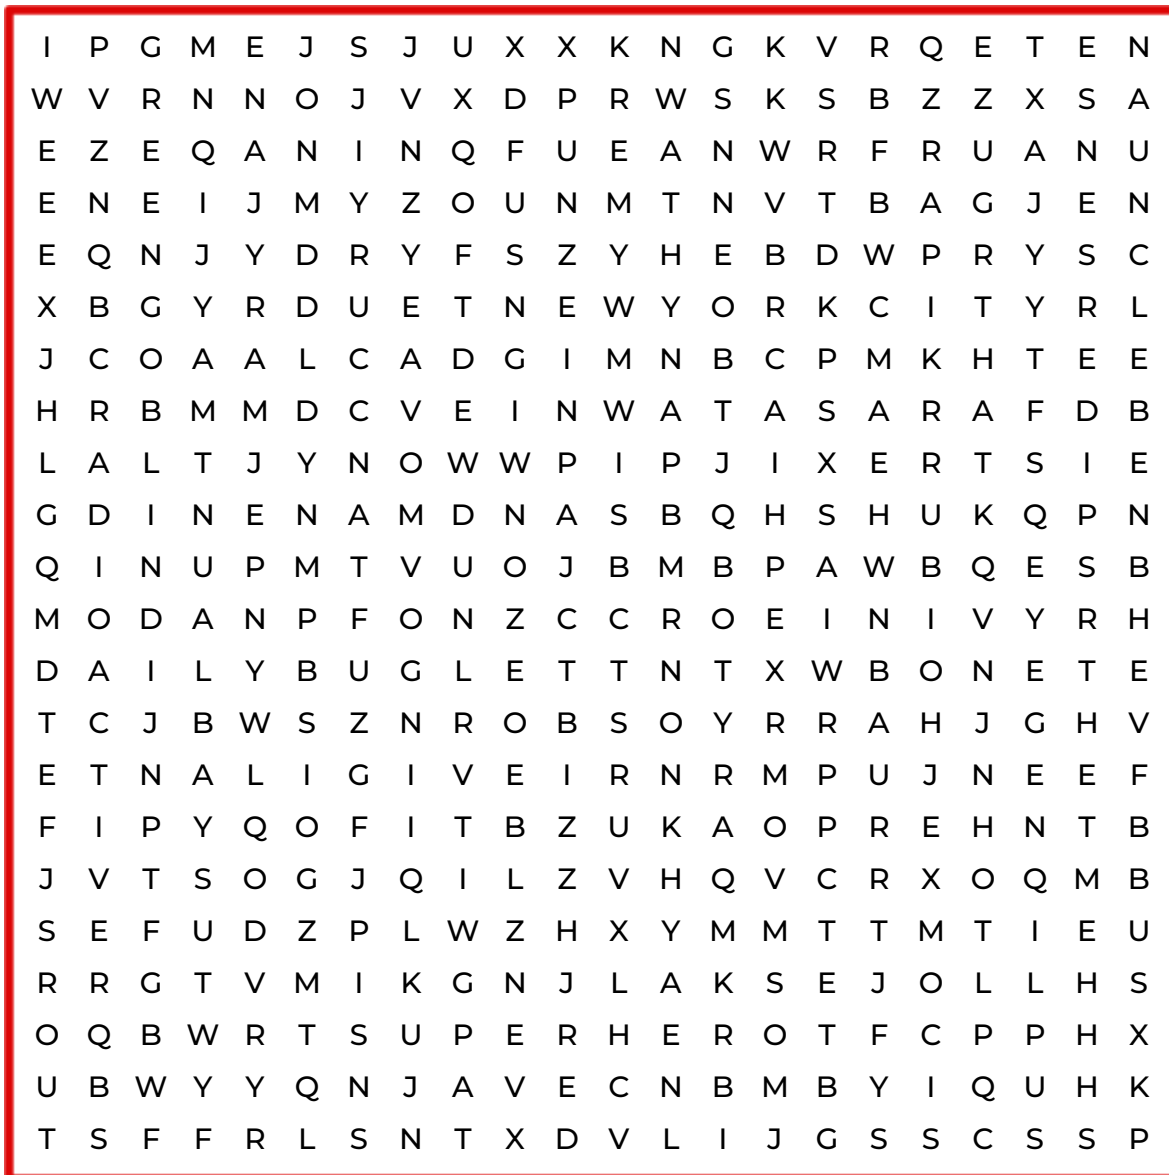 I P G M E J S J U X X K N G K V R Q E T E N
W V R N N O J V X D P R W S K S B Z Z X S A
E Z E Q A N I N Q F U E A N W R F R U A N U
E N E I J M Y Z O U N M T N V T B A G J E N
E Q N J Y D R Y F S Z Y H E B D W P R Y S C
X B G Y R D U E T N E W Y O R K C I T Y R L
J C O A A L C A D G I M N B C P M K H T E E
H R B M M D C V E I N W A T A S A R A F D B
L A L T J Y N O W W P I P J I X E R T S I E
G D I N E N A M D N A S B Q H S H U K Q P N
Q I N U P M T V U O J B M B P A W B Q E S B
M O D A N P F O N Z C C R O E I N I V Y R H
D A I L Y B U G L E T T N T X W B O N E T E
T C J B W S Z N R O B S O Y R R A H J G H V
E T N A L I G I V E I R N R M P U J N E E F
F I P Y Q O F I T B Z U K A O P R E H N T B
J V T S O G J Q I L Z V H Q V C R X O Q M B
S E F U D Z P L W Z H X Y M M T T M T I E U
R R G T V M I K G N J L A K S E J O L L H S
O Q B W R T S U P E R H E R O T F C P P H X
U B W Y Y Q N J A V E C N B M B Y I Q U H K
T S F F R L S N T X D V L I J G S S C S S P